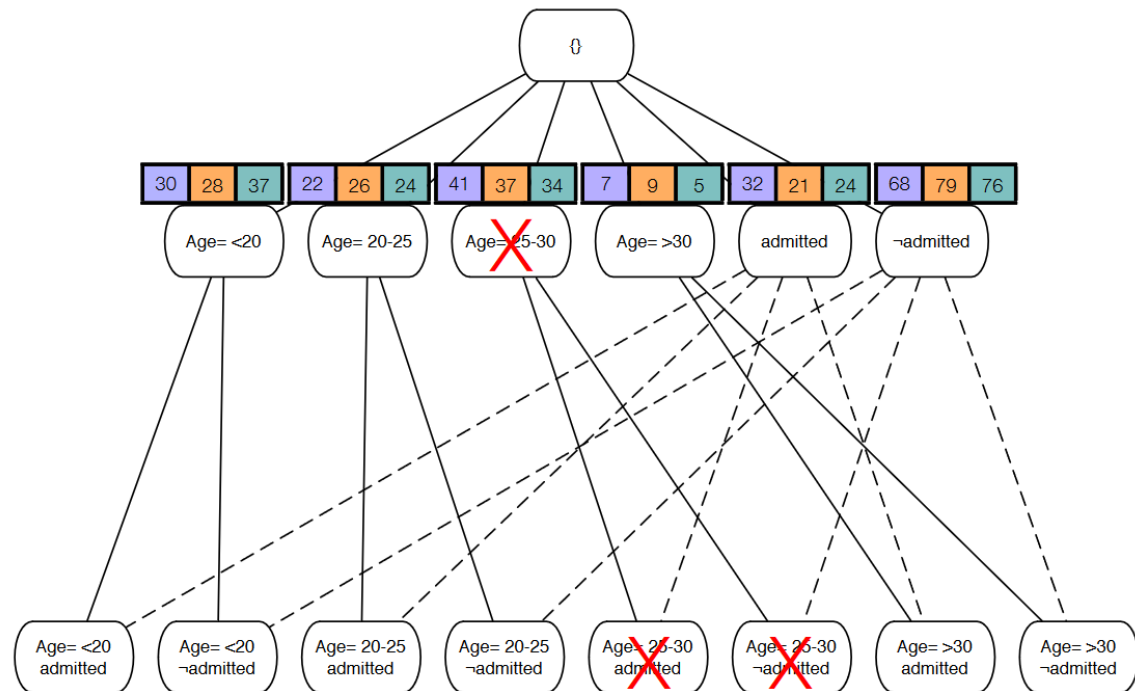 {}
30 28 37 22 26 24 41 37 34 7 9 5 32 21 24 68 79 76
Age= <20 Age= 20-25 Age= 25-30 Age= >30 admitted ¬admitted
Age= <20 Age= <20 Age= 20-25 Age= 20-25 Age= 25-30 Age= 25-30 Age= >30 Age= >30
admitted ¬admitted admitted ¬admitted admitted ¬admitted admitted ¬admitted